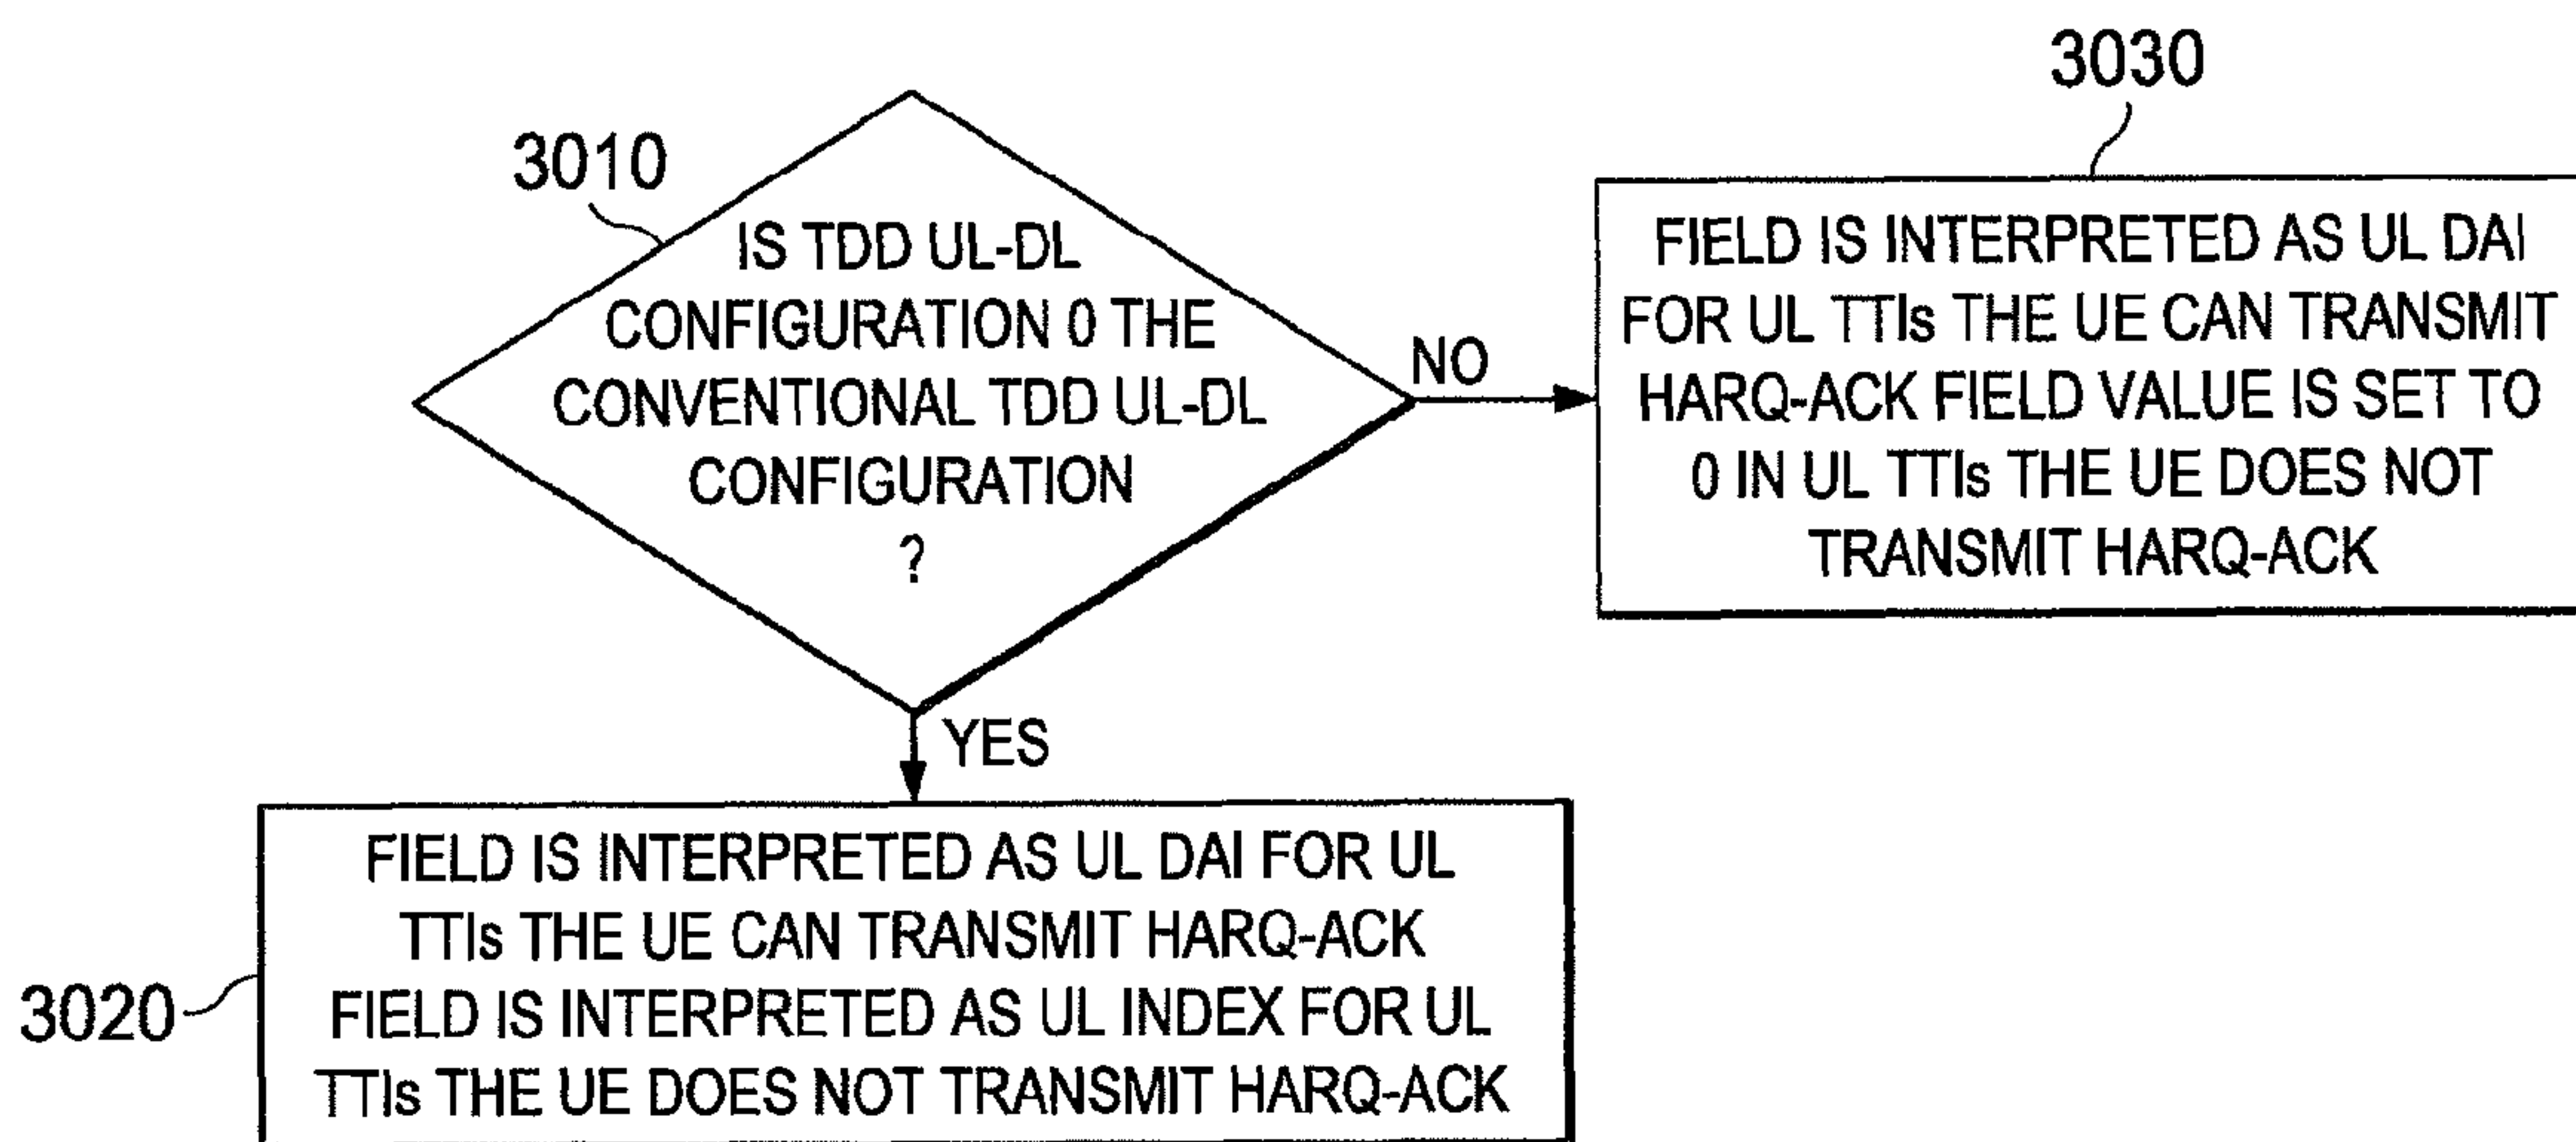 3010
IS TDD UL-DL
CONFIGURATION 0 THE
CONVENTIONAL TDD UL-DL
CONFIGURATION
?
NO
3030
FIELD IS INTERPRETED AS UL DAI
FOR UL TTIs THE UE CAN TRANSMIT
HARQ-ACK FIELD VALUE IS SET TO
0 IN UL TTIs THE UE DOES NOT
TRANSMIT HARQ-ACK
YES
3020
FIELD IS INTERPRETED AS UL DAI FOR UL
TTIs THE UE CAN TRANSMIT HARQ-ACK
FIELD IS INTERPRETED AS UL INDEX FOR UL
TTIs THE UE DOES NOT TRANSMIT HARQ-ACK